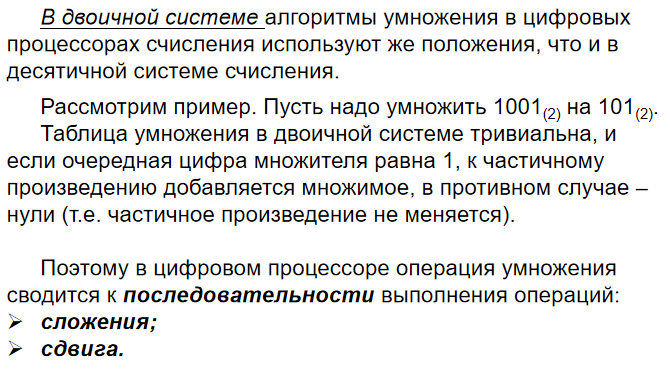 В двоичной системе алгоритмы умножения в цифровых
процессорах счисления используют же положения, что и в
десятичной системе счисления.
Рассмотрим пример. Пусть надо умножить 1001(2) на 101(2).
Таблица умножения в двоичной системе тривиальна, и
если очередная цифра множителя равна 1, к частичному
произведению добавляется множимое, в противном случае –
нули (т.е. частичное произведение не меняется).
Поэтому в цифровом процессоре операция умножения
сводится к последовательности выполнения операций:
➢ сложения;
➢ сдвига.